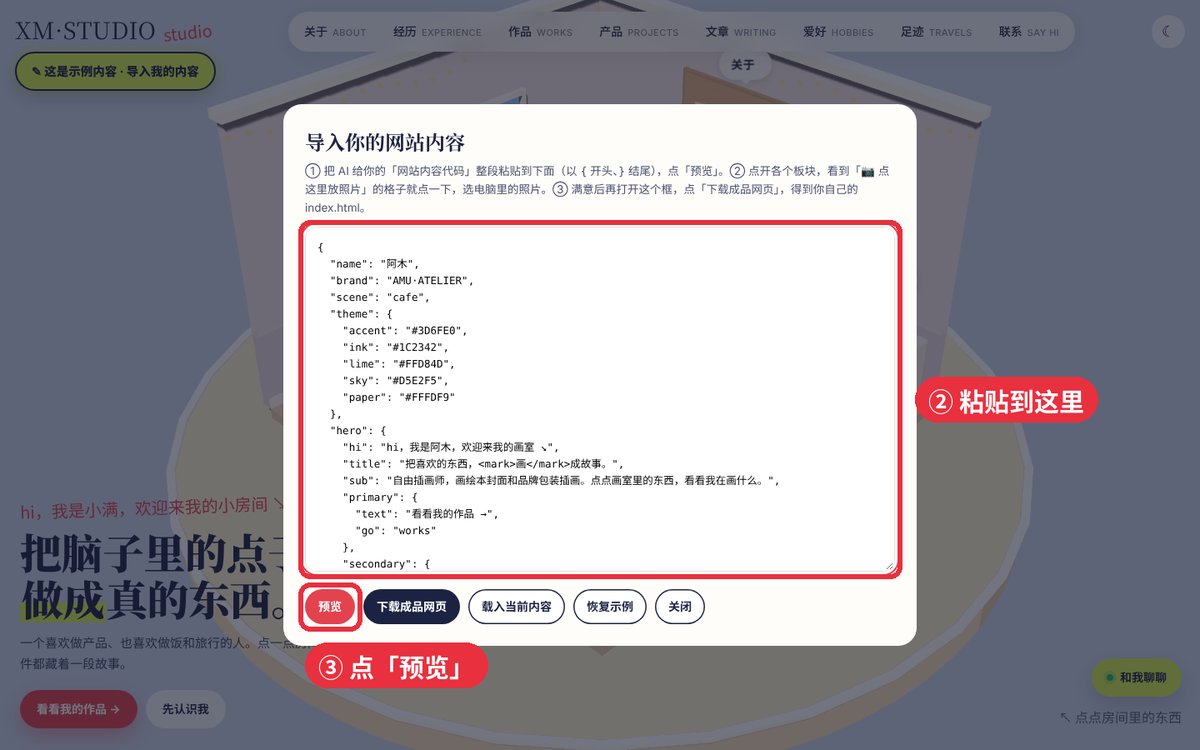 XM·STUDIO studio
关于 ABOUT 经历 EXPERIENCE 作品 WORKS 产品 PROJECTS 文章 WRITING 爱好 HOBBIES 足迹 TRAVELS 联系 SAY HI
☾
✎ 这是示例内容 · 导入我的内容
关于
导入你的网站内容
① 把 AI 给你的「网站内容代码」整段粘贴到下面（以 { 开头、} 结尾），点「预览」。② 点开各个板块，看到「📷 点
这里放照片」的格子就点一下，选电脑里的照片。③ 满意后再打开这个框，点「下载成品网页」，得到你自己的
index.html。
{
"name": "阿木",
"brand": "AMU·ATELIER",
"scene": "cafe",
"theme": {
"accent": "#3D6FE0",
"ink": "#1C2342",
"lime": "#FFD84D",
"sky": "#D5E2F5",
"paper": "#FFFDF9"
},
"hero": {
"hi": "hi，我是阿木，欢迎来我的画室 ↘",
"title": "把喜欢的东西，<mark>画</mark>成故事。",
"sub": "自由插画师，画绘本封面和品牌包装插画。点点画室里的东西，看看我在画什么。",
"primary": {
"text": "看看我的作品 →",
"go": "works"
},
"secondary": {
② 粘贴到这里
预览 下载成品网页 载入当前内容 恢复示例 关闭
③ 点「预览」
hi，我是小满，欢迎来我的小房间 ↘
把脑子里的点子
做成真的东西。
一个喜欢做产品、也喜欢做饭和旅行的人。点一点房
件都藏着一段故事。
看看我的作品 → 先认识我
和我聊聊
↖ 点点房间里的东西